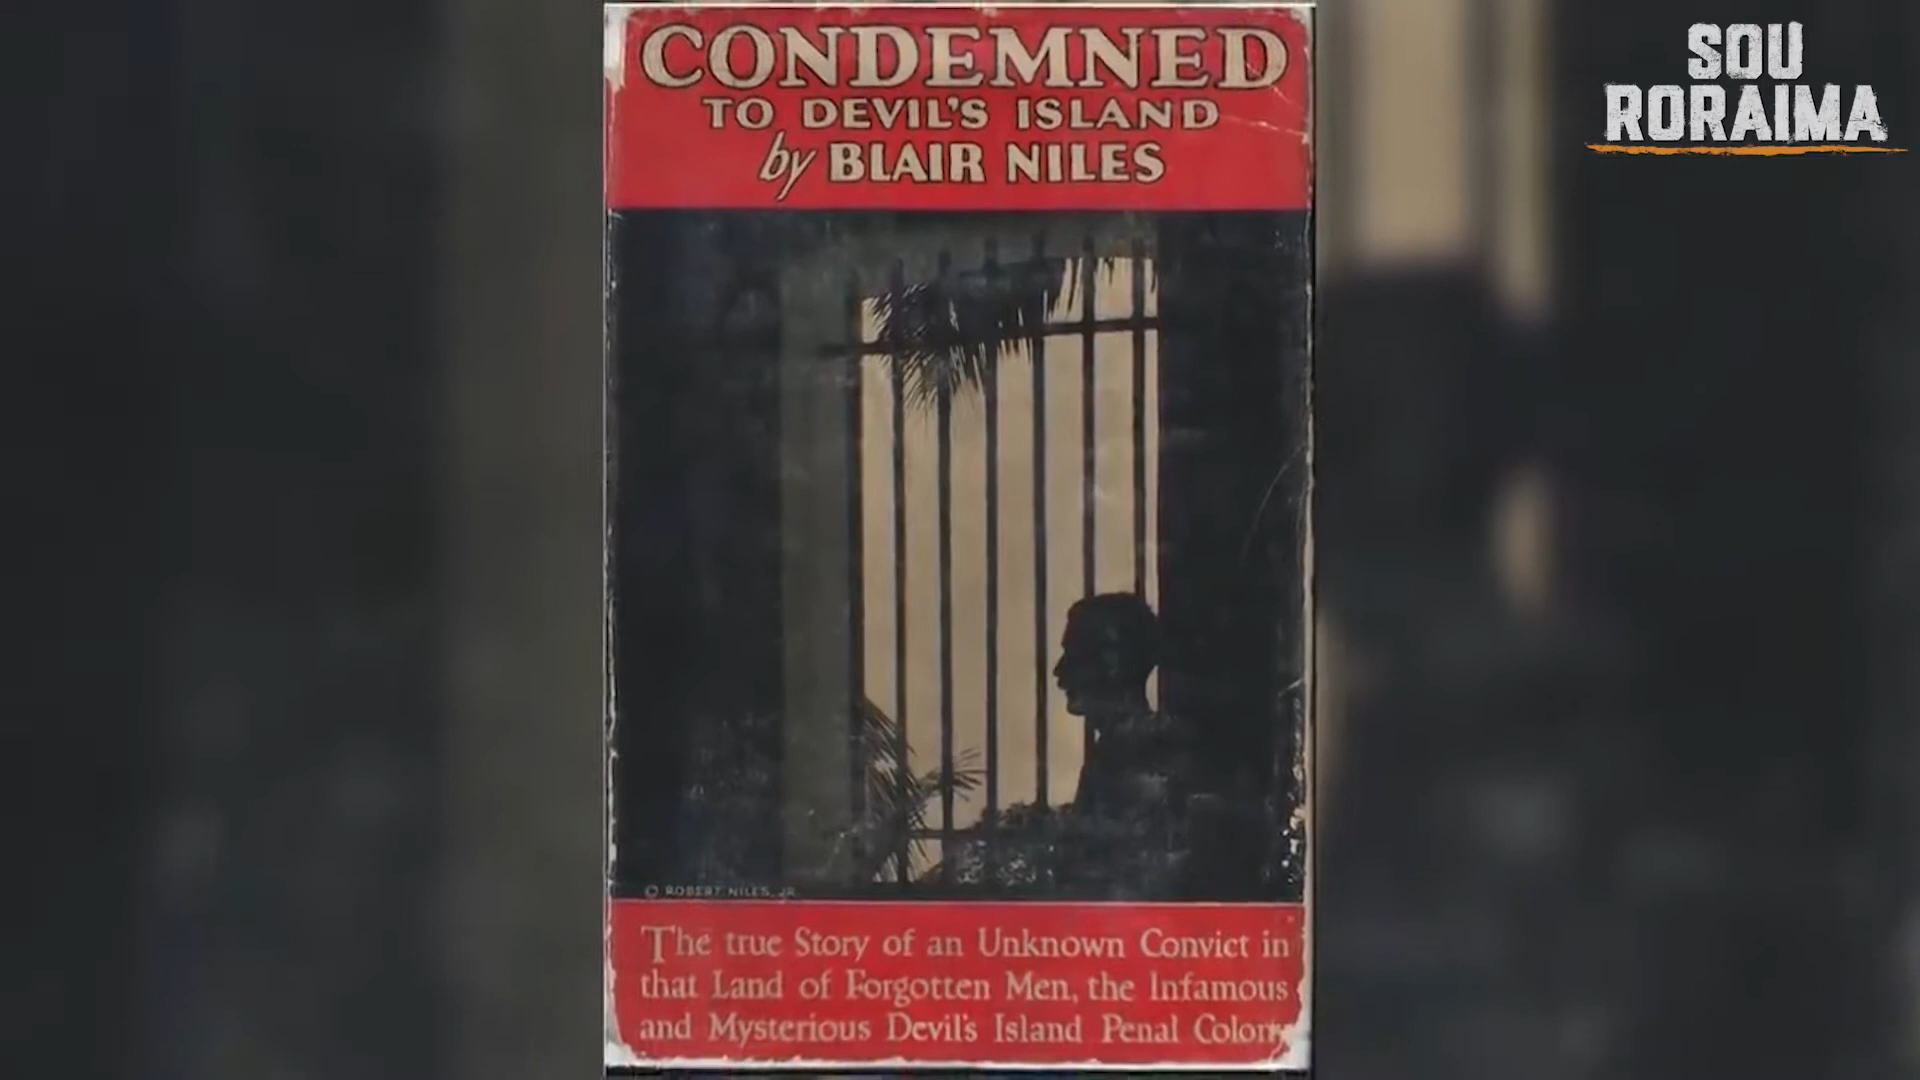 CONDEMNED
TO DEVIL'S ISLAND
by BLAIR NILES
SOU
RORAIMA
© ROBERT NILES, JR.
The true Story of an Unknown Convict in
that Land of Forgotten Men, the Infamous
and Mysterious Devil's Island Penal Colony